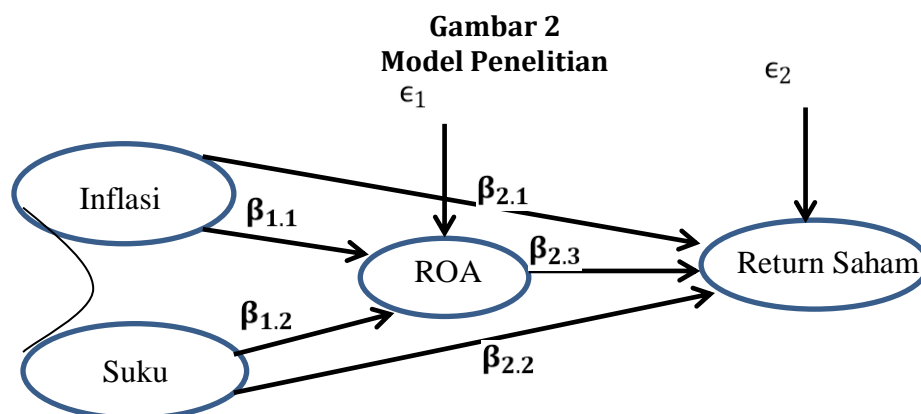 Gambar 2
Model Penelitian
ϵ₁
ϵ₂
Inflasi
β₂.₁
β₁.₁
ROA
β₂.₃
Return Saham
β₁.₂
Suku
β₂.₂